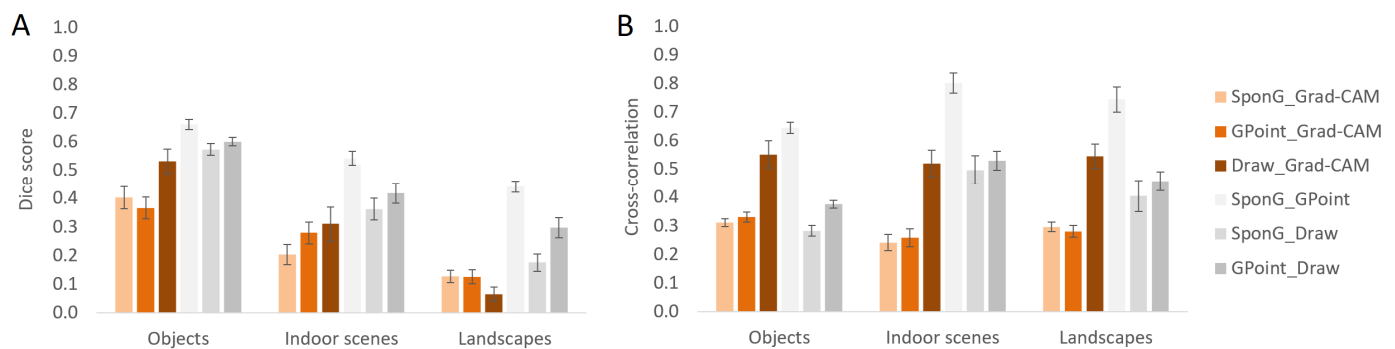 A
Dice score
1.0
0.9
0.8
0.7
0.6
0.5
0.4
0.3
0.2
0.1
0.0
Objects Indoor scenes Landscapes
B
Cross-correlation
1.0
0.9
0.8
0.7
0.6
0.5
0.4
0.3
0.2
0.1
0.0
Objects Indoor scenes Landscapes
SponG_Grad-CAM
GPoint_Grad-CAM
Draw_Grad-CAM
SponG_GPoint
SponG_Draw
GPoint_Draw